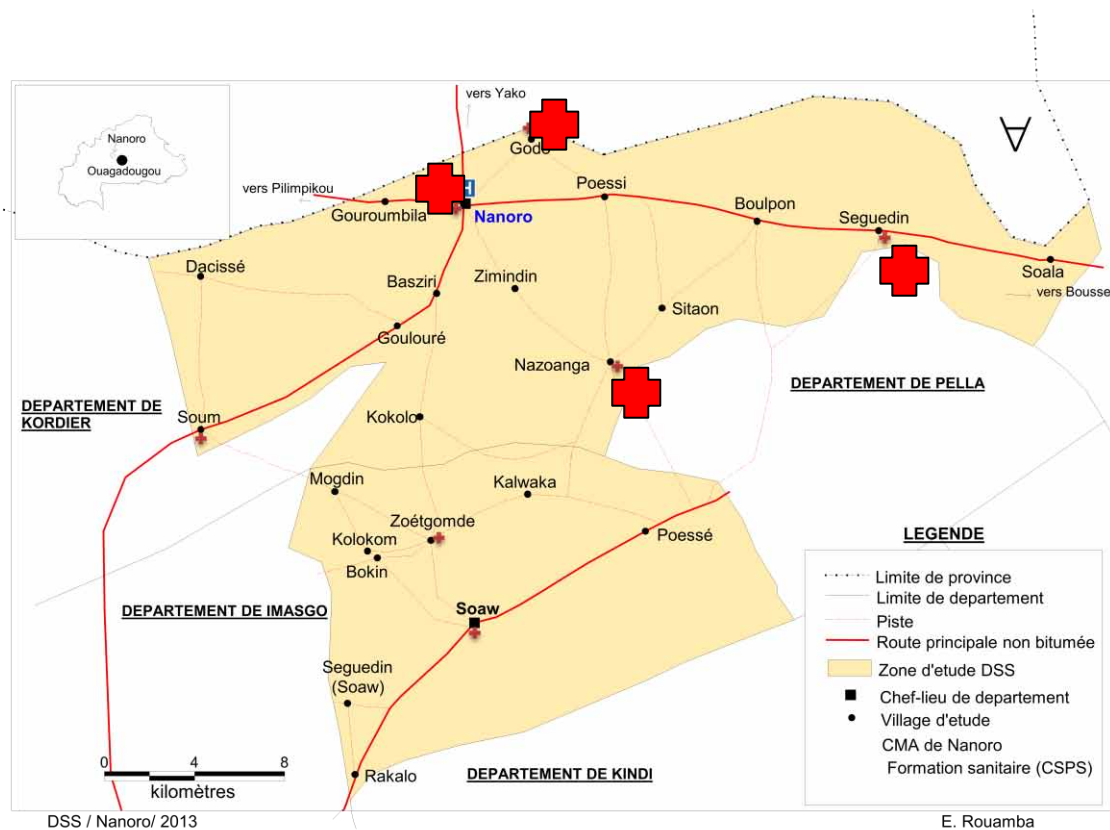 vers Yako
Nanoro
Ouagadougou
Godo
vers Pilimpikou
H
Poessi
Gouroumbila
Nanoro
Boulpon
Seguedin
Dacissé
Basziri
Zimindin
Soala
vers Bousse
Sitaon
Goulouré
Nazoanga
DEPARTEMENT DE PELLA
DEPARTEMENT DE
KORDIER
Soum
Kokolo
Mogdin
Kalwaka
Zoétgomde
Kolokom
Bokin
Poessé
LEGENDE
Limite de province
Limite de departement
Piste
Route principale non bitumée
Zone d'etude DSS
Chef-lieu de departement
Village d'etude
CMA de Nanoro
Formation sanitaire (CSPS)
DEPARTEMENT DE IMASGO
Soaw
Seguedin
(Soaw)
Rakalo
DEPARTEMENT DE KINDI
0 4 8
kilomètres
DSS / Nanoro/ 2013
E. Rouamba